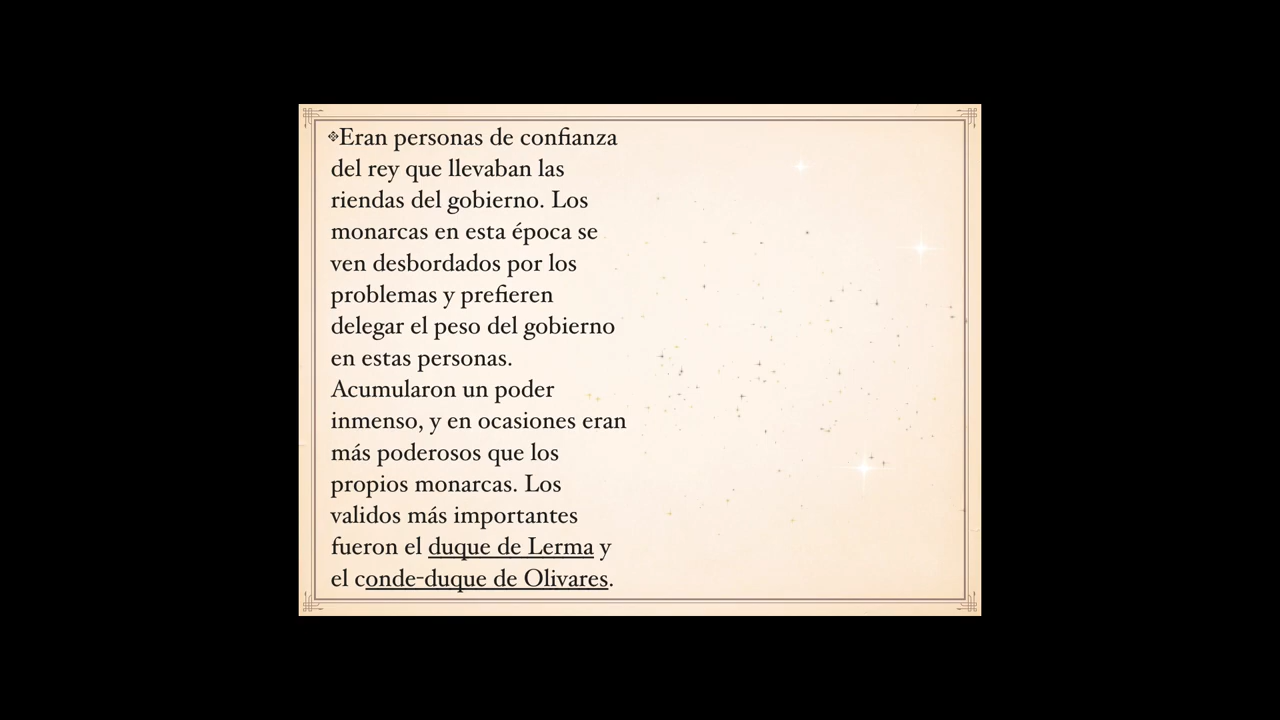 ❖Eran personas de confianza
del rey que llevaban las
riendas del gobierno. Los
monarcas en esta época se
ven desbordados por los
problemas y prefieren
delegar el peso del gobierno
en estas personas.
Acumularon un poder
inmenso, y en ocasiones eran
más poderosos que los
propios monarcas. Los
validos más importantes
fueron el duque de Lerma y
el conde-duque de Olivares.